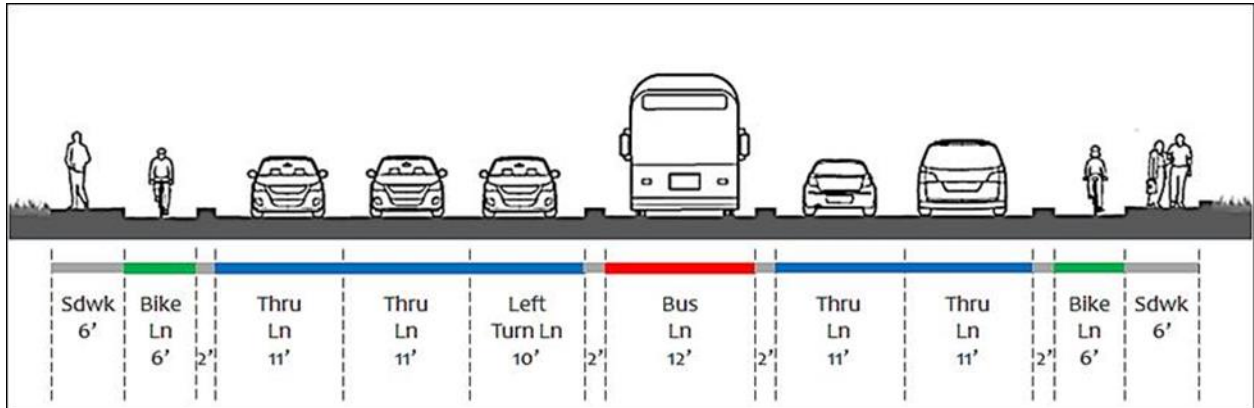 Sdwk
6'
Bike
Ln
6'
2'
Thru
Ln
11'
Thru
Ln
11'
Left
Turn Ln
10'
2'
Bus
Ln
12'
2'
Thru
Ln
11'
Thru
Ln
11'
2'
Bike
Ln
6'
Sdwk
6'